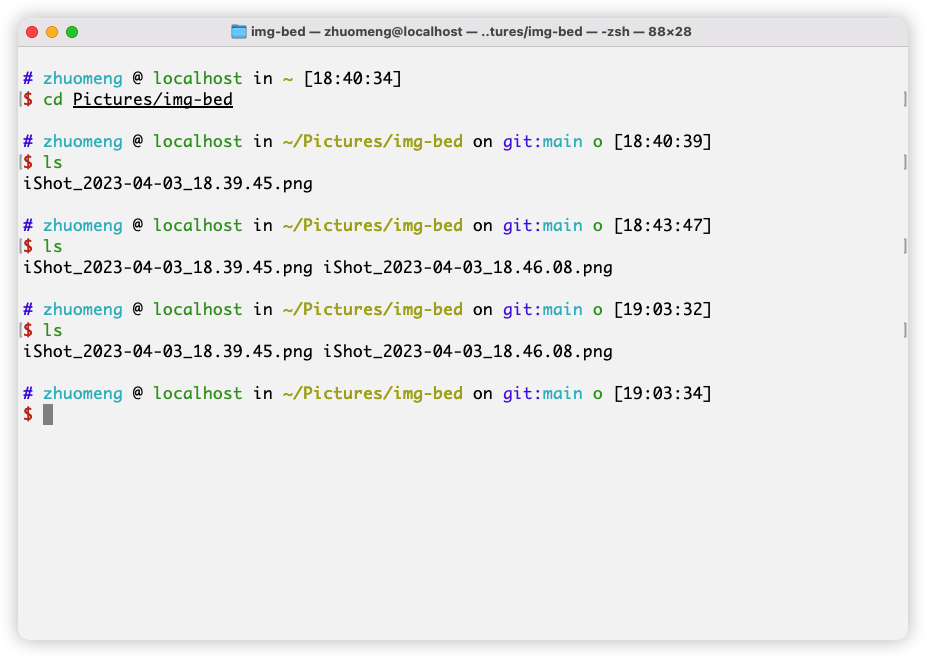 img-bed — zhuomeng@localhost — ..tures/img-bed — -zsh — 88×28
# zhuomeng @ localhost in ~ [18:40:34]
$ cd Pictures/img-bed
# zhuomeng @ localhost in ~/Pictures/img-bed on git:main o [18:40:39]
$ ls
iShot_2023-04-03_18.39.45.png
# zhuomeng @ localhost in ~/Pictures/img-bed on git:main o [18:43:47]
$ ls
iShot_2023-04-03_18.39.45.png iShot_2023-04-03_18.46.08.png
# zhuomeng @ localhost in ~/Pictures/img-bed on git:main o [19:03:32]
$ ls
iShot_2023-04-03_18.39.45.png iShot_2023-04-03_18.46.08.png
# zhuomeng @ localhost in ~/Pictures/img-bed on git:main o [19:03:34]
$